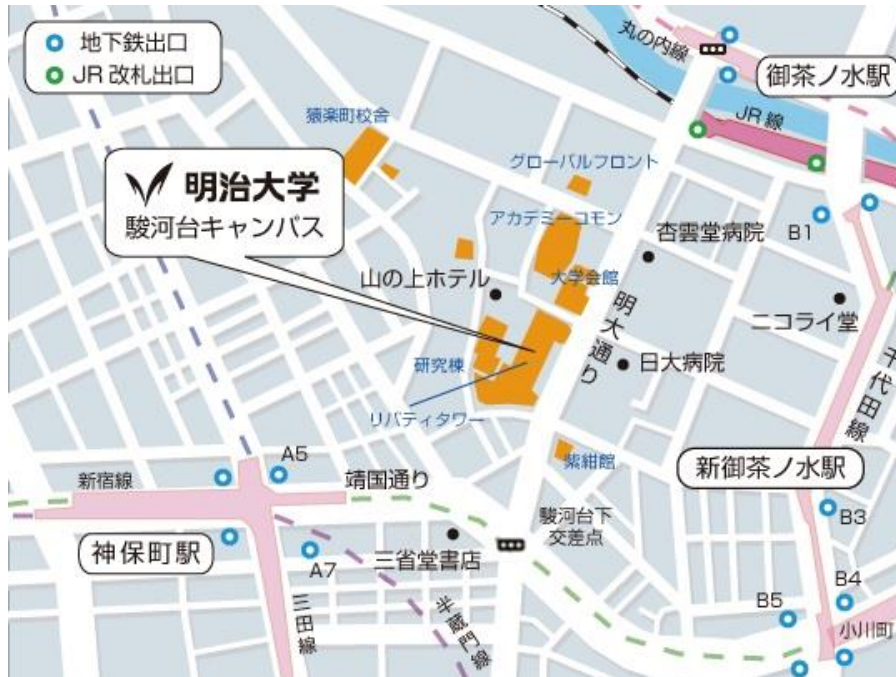 地下鉄出口
JR改札出口
丸の内線
御茶ノ水駅
JR線
猿楽町校舎
グローバルフロント
明治大学
駿河台キャンパス
アカデミーコモン
杏雲堂病院
B1
山の上ホテル
大学会館
明大通り
ニコライ堂
研究棟
日大病院
千代田線
リバティタワー
紫紺館
新御茶ノ水駅
A5
新宿線
靖国通り
神保町駅
A7
三省堂書店
駿河台下
交差点
B3
三田線
半蔵門線
B5
B4
小川町